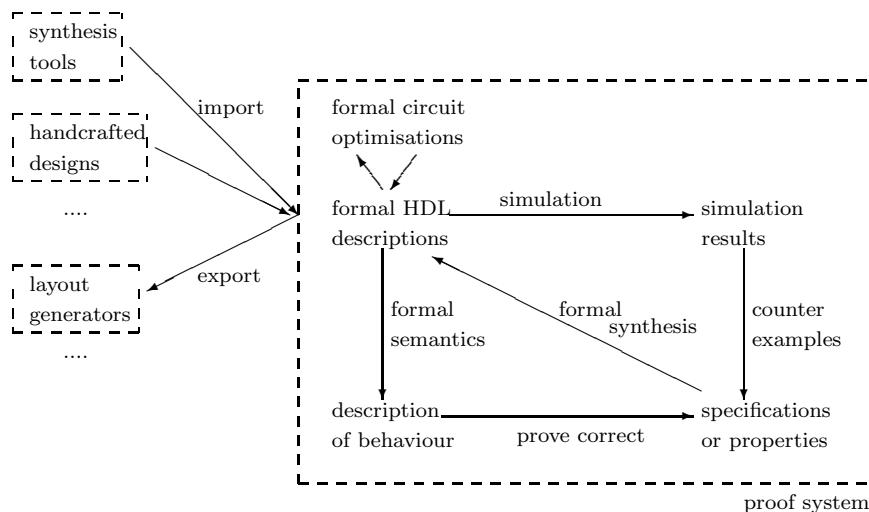 synthesis
tools
import
handcrafted
designs
....
export
layout
generators
....
formal circuit
optimisations
formal HDL
descriptions
simulation
simulation
results
formal
semantics
formal
synthesis
counter
examples
description
of behaviour
prove correct
specifications
or properties
proof system